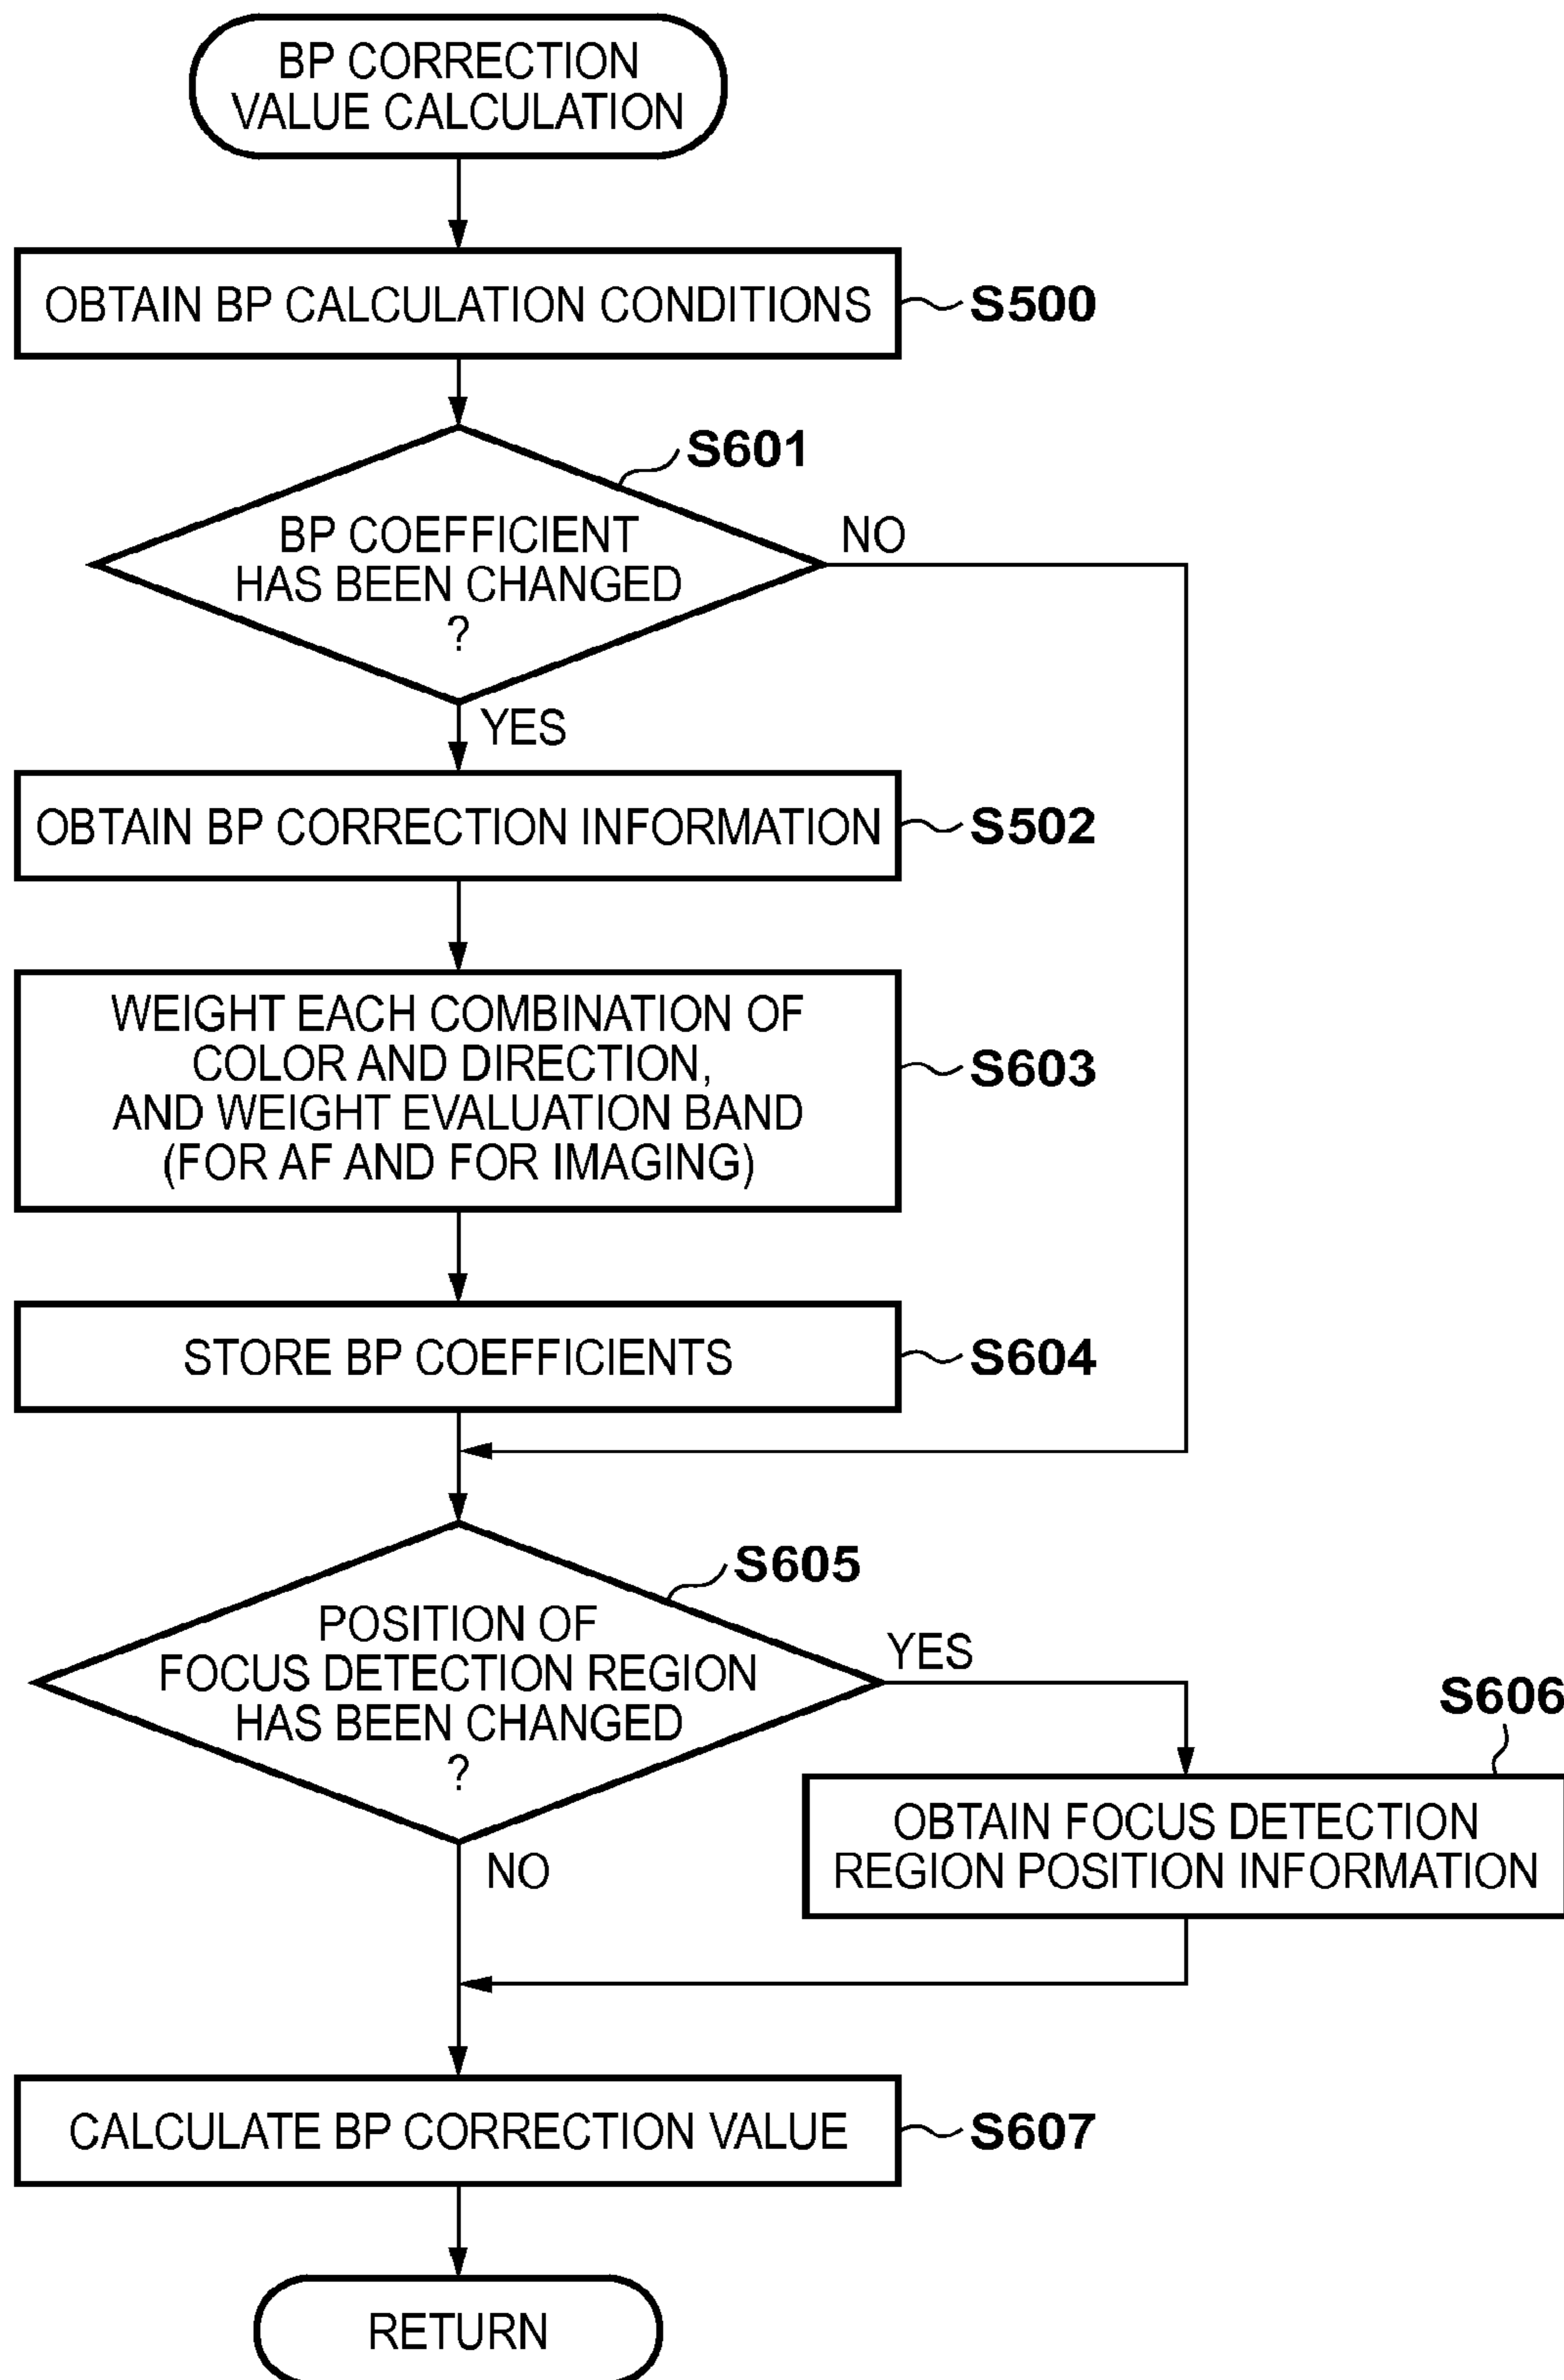 BP CORRECTION
VALUE CALCULATION
OBTAIN BP CALCULATION CONDITIONS
S500
S601
BP COEFFICIENT
HAS BEEN CHANGED
?
NO
YES
OBTAIN BP CORRECTION INFORMATION
S502
WEIGHT EACH COMBINATION OF
COLOR AND DIRECTION,
AND WEIGHT EVALUATION BAND
(FOR AF AND FOR IMAGING)
S603
STORE BP COEFFICIENTS
S604
S605
POSITION OF
FOCUS DETECTION REGION
HAS BEEN CHANGED
?
YES
NO
S606
OBTAIN FOCUS DETECTION
REGION POSITION INFORMATION
CALCULATE BP CORRECTION VALUE
S607
RETURN